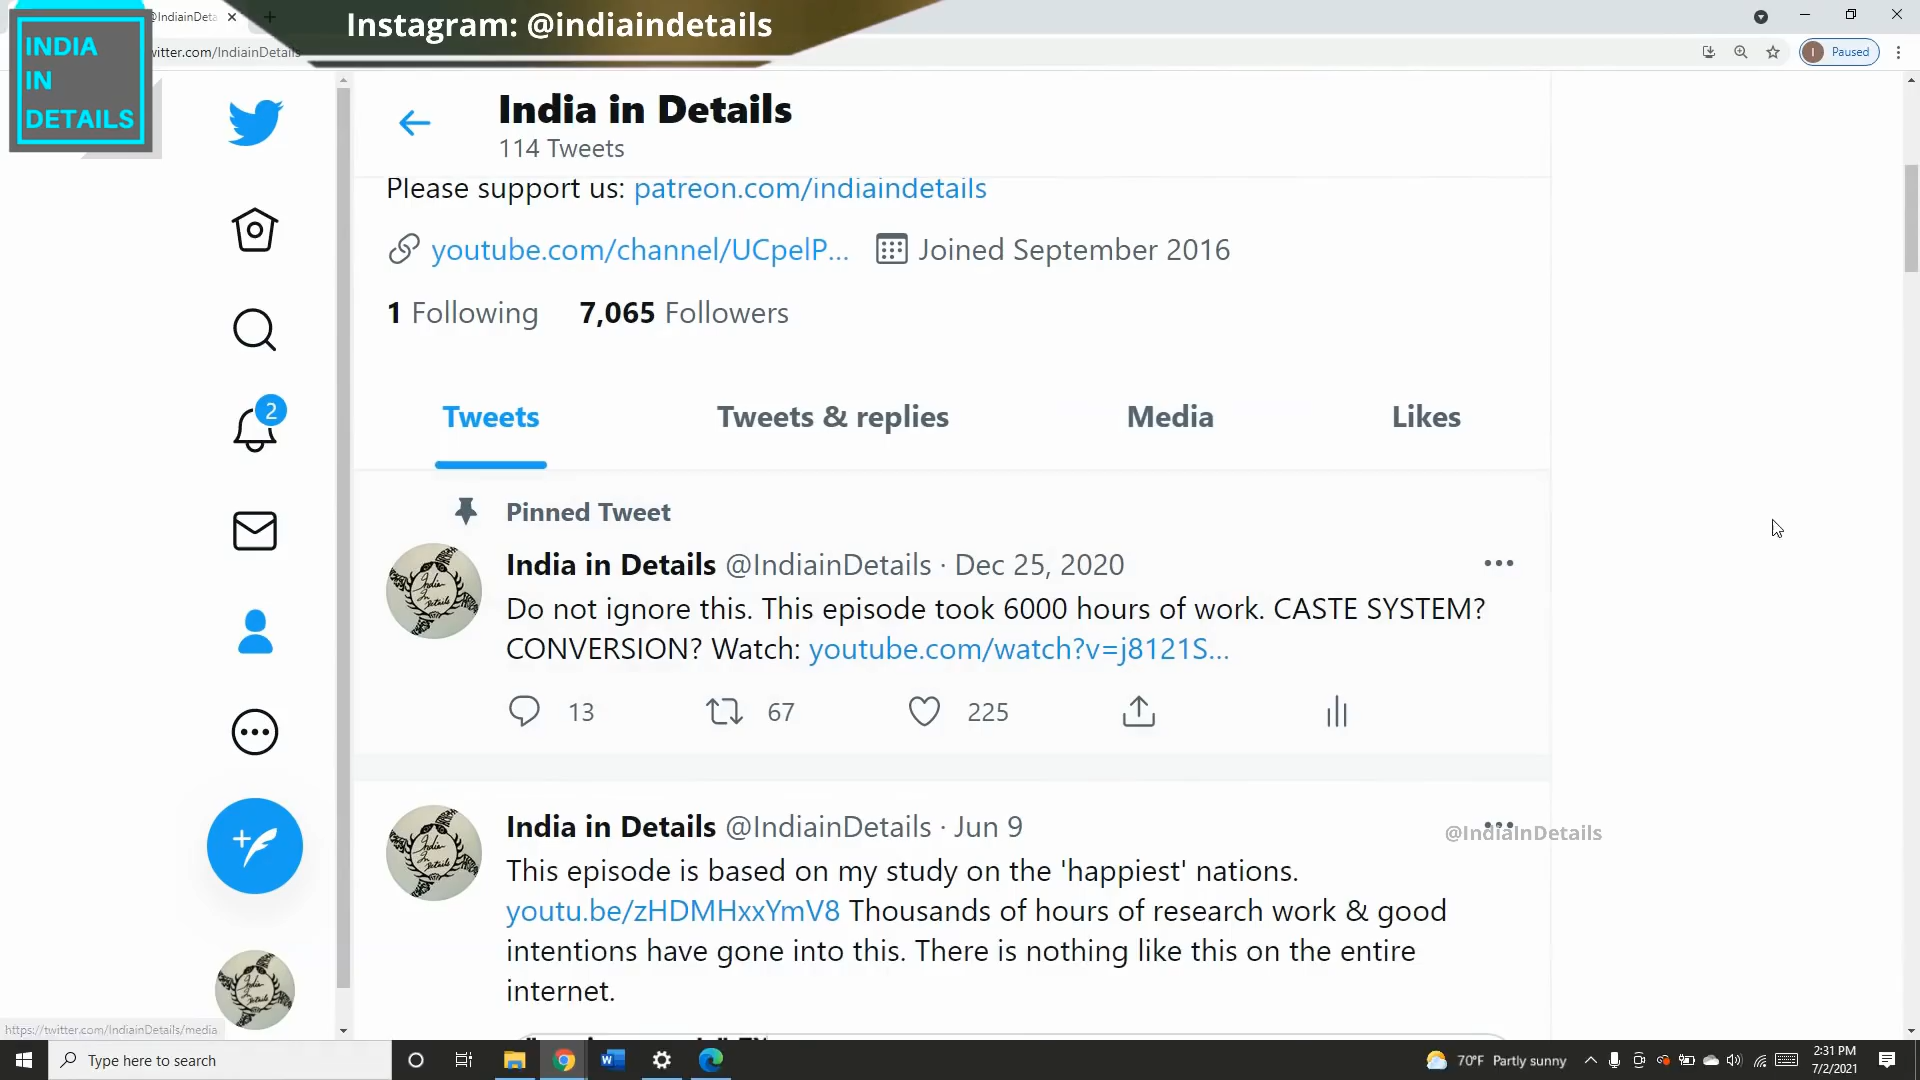 Instagram: @indiaindetails
INDIA
IN
DETAILS
@IndiaInDeta
witter.com/IndiainDetails
Paused
India in Details
114 Tweets
Please support us: patreon.com/indiaindetails
youtube.com/channel/UCpelP... Joined September 2016
1 Following 7,065 Followers
2
Tweets Tweets & replies Media Likes
Pinned Tweet
India in Details @IndiainDetails · Dec 25, 2020
Do not ignore this. This episode took 6000 hours of work. CASTE SYSTEM?
CONVERSION? Watch: youtube.com/watch?v=j8121S...
13 67 225
India in Details @IndiainDetails · Jun 9
@IndiaInDetails
This episode is based on my study on the 'happiest' nations.
youtu.be/zHDMHxxYmV8 Thousands of hours of research work & good
intentions have gone into this. There is nothing like this on the entire
internet.
https://twitter.com/IndiainDetails/media
Type here to search
70°F Partly sunny
2:31 PM
7/2/2021